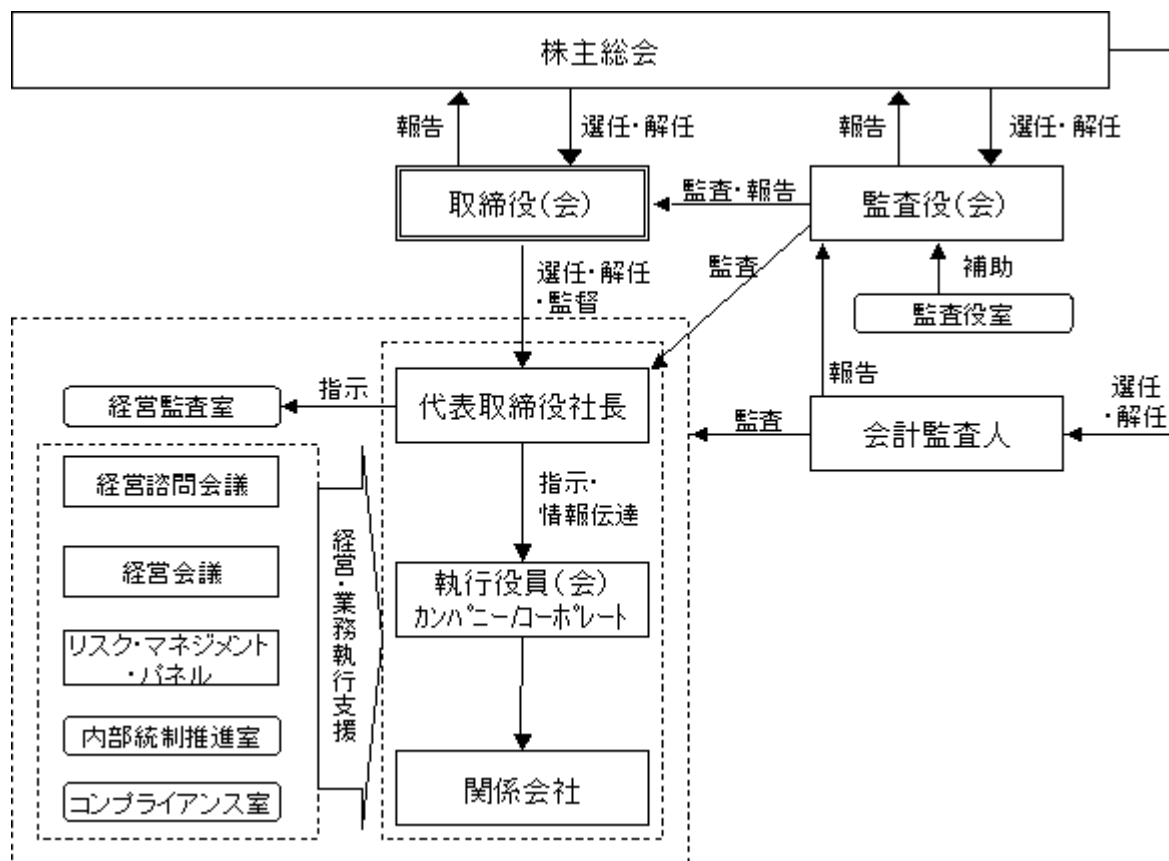 株主総会
報告
選任・解任
報告
選任・解任
取締役(会)
監査・報告
監査役(会)
選任・解任
・監督
監査
補助
監査役室
経営監査室
指示
代表取締役社長
報告
監査
会計監査人
選任
・解任
経営諮問会議
指示・
情報伝達
経営会議
経営・業務執行支援
執行役員(会)
カンパニー/コーポレート
リスク・マネジメント
・パネル
内部統制推進室
関係会社
コンプライアンス室